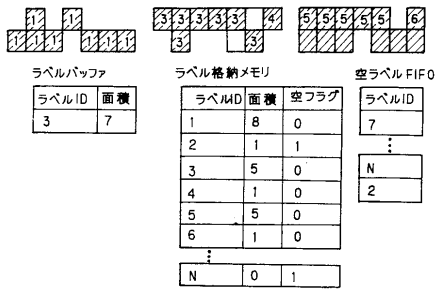 1 1 3 3 3 3 3 4 5 5 5 5 5 6
1 1 1 1 1 1 3 3
ラベルバッファ ラベル格納メモリ 空ラベルFIFO
ラベルID 面積
3 7
ラベルID 面積 空フラグ
1 8 0
2 1 1
3 5 0
4 1 0
5 5 0
6 1 0
N 0 1
ラベルID
7
N
2